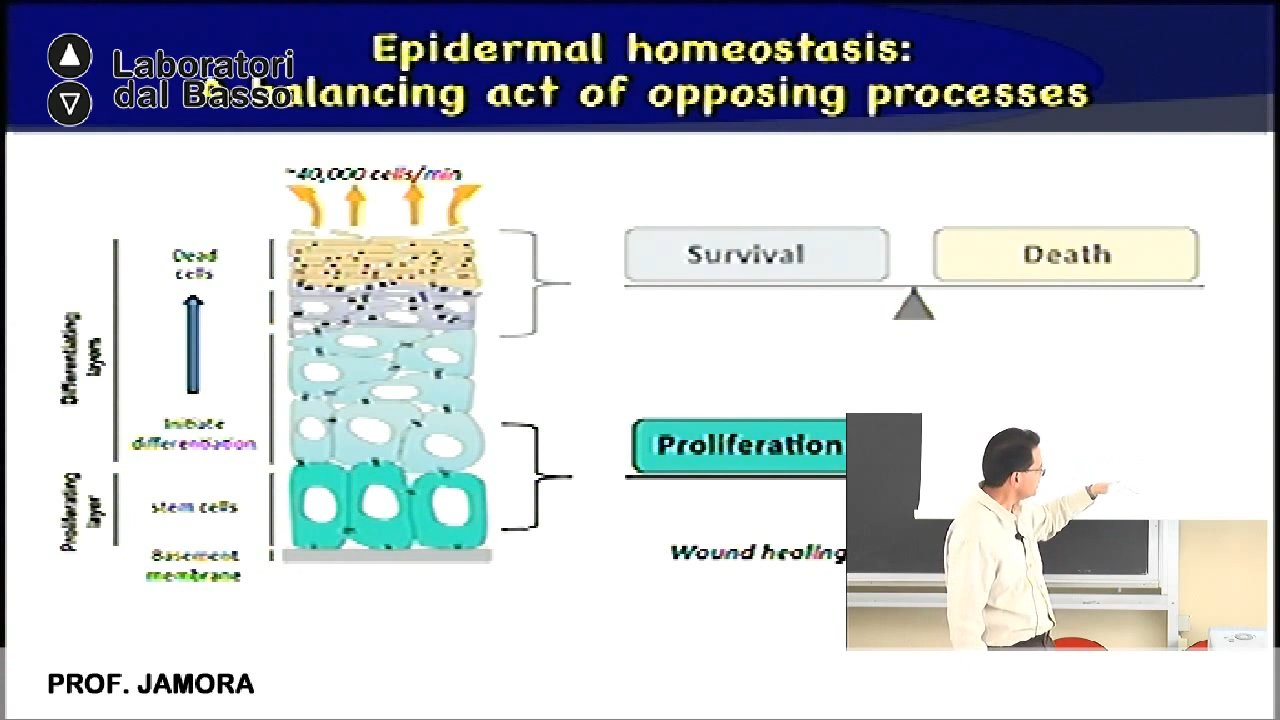 Laboratori
dal Basso
Epidermal homeostasis:
balancing act of opposing processes
~40,000 cells/min
Dead
cells
Differentiating
layers
Initiate
differentiation
Proliferating
layer
stem cells
Basement
membrane
Survival
Death
Proliferation
Wound healing
PROF. JAMORA